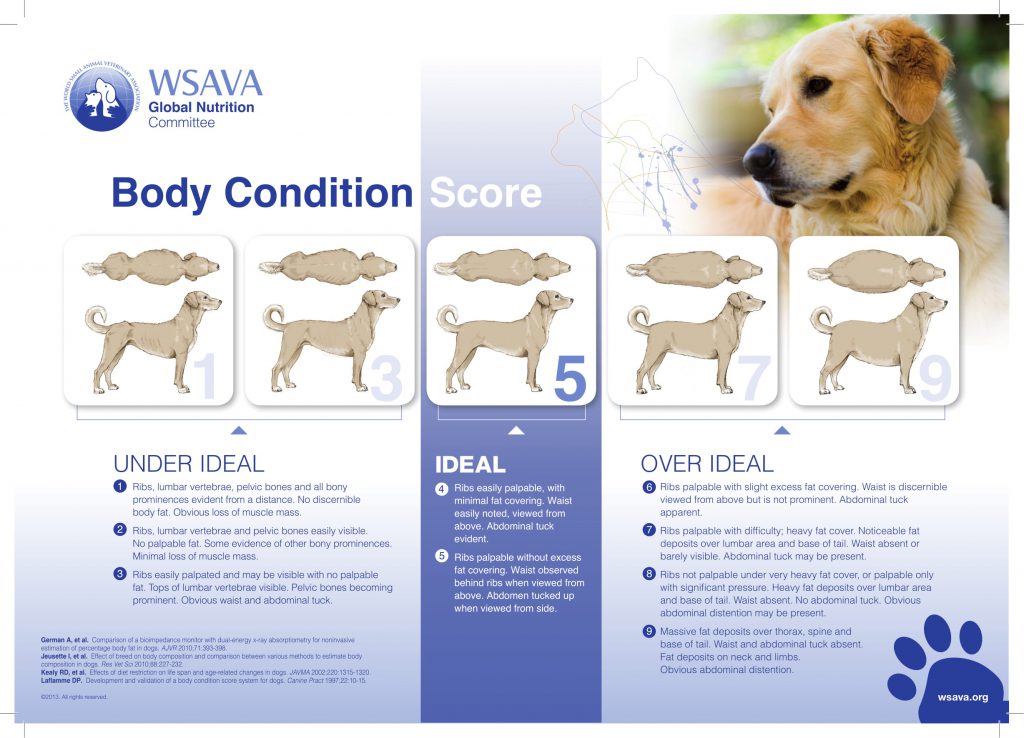 THE WORLD SMALL ANIMAL VETERINARY ASSOCIATION
WSAVA
Global Nutrition
Committee
Body Condition Score
1
3
5
7
9
UNDER IDEAL
1 Ribs, lumbar vertebrae, pelvic bones and all bony
prominences evident from a distance. No discernible
body fat. Obvious loss of muscle mass.
2 Ribs, lumbar vertebrae and pelvic bones easily visible.
No palpable fat. Some evidence of other bony prominences.
Minimal loss of muscle mass.
3 Ribs easily palpated and may be visible with no palpable
fat. Tops of lumbar vertebrae visible. Pelvic bones becoming
prominent. Obvious waist and abdominal tuck.
IDEAL
4 Ribs easily palpable, with
minimal fat covering. Waist
easily noted, viewed from
above. Abdominal tuck
evident.
5 Ribs palpable without excess
fat covering. Waist observed
behind ribs when viewed from
above. Abdomen tucked up
when viewed from side.
OVER IDEAL
6 Ribs palpable with slight excess fat covering. Waist is discernible
viewed from above but is not prominent. Abdominal tuck
apparent.
7 Ribs palpable with difficulty; heavy fat cover. Noticeable fat
deposits over lumbar area and base of tail. Waist absent or
barely visible. Abdominal tuck may be present.
8 Ribs not palpable under very heavy fat cover, or palpable only
with significant pressure. Heavy fat deposits over lumbar area
and base of tail. Waist absent. No abdominal tuck. Obvious
abdominal distention may be present.
9 Massive fat deposits over thorax, spine and
base of tail. Waist and abdominal tuck absent.
Fat deposits on neck and limbs.
Obvious abdominal distention.
German A, et al. Comparison of a bioimpedance monitor with dual-energy x-ray absorptiometry for noninvasive
estimation of percentage body fat in dogs. AJVR 2010;71:393-398.
Jeusette I, et al. Effect of breed on body composition and comparison between various methods to estimate body
composition in dogs. Res Vet Sci 2010;88:227-232.
Kealy RD, et al. Effects of diet restriction on life span and age-related changes in dogs. JAVMA 2002;220:1315-1320.
Laflamme DP. Development and validation of a body condition score system for dogs. Canine Pract 1997;22:10-15.
©2013. All rights reserved.
wsava.org